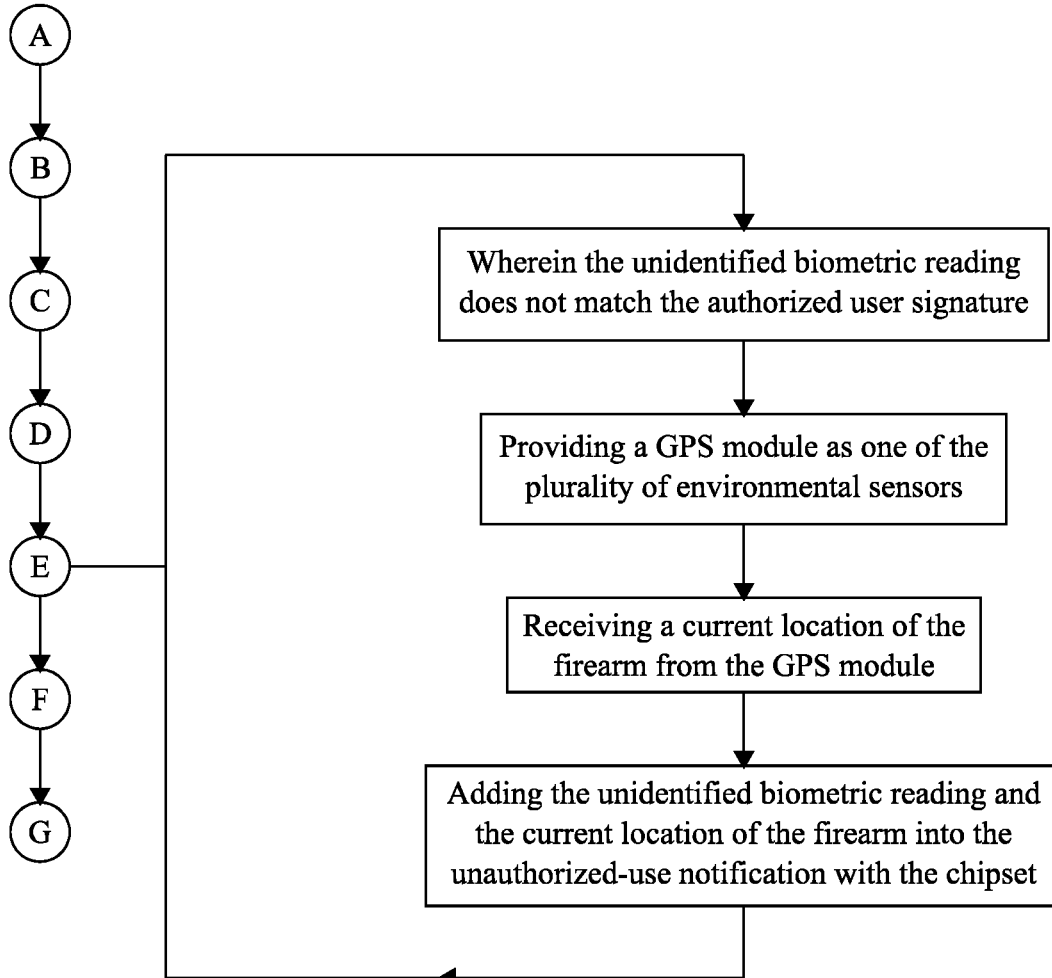 A
B
C
D
E
F
G
Wherein the unidentified biometric reading
does not match the authorized user signature
Providing a GPS module as one of the
plurality of environmental sensors
Receiving a current location of the
firearm from the GPS module
Adding the unidentified biometric reading and
the current location of the firearm into the
unauthorized-use notification with the chipset